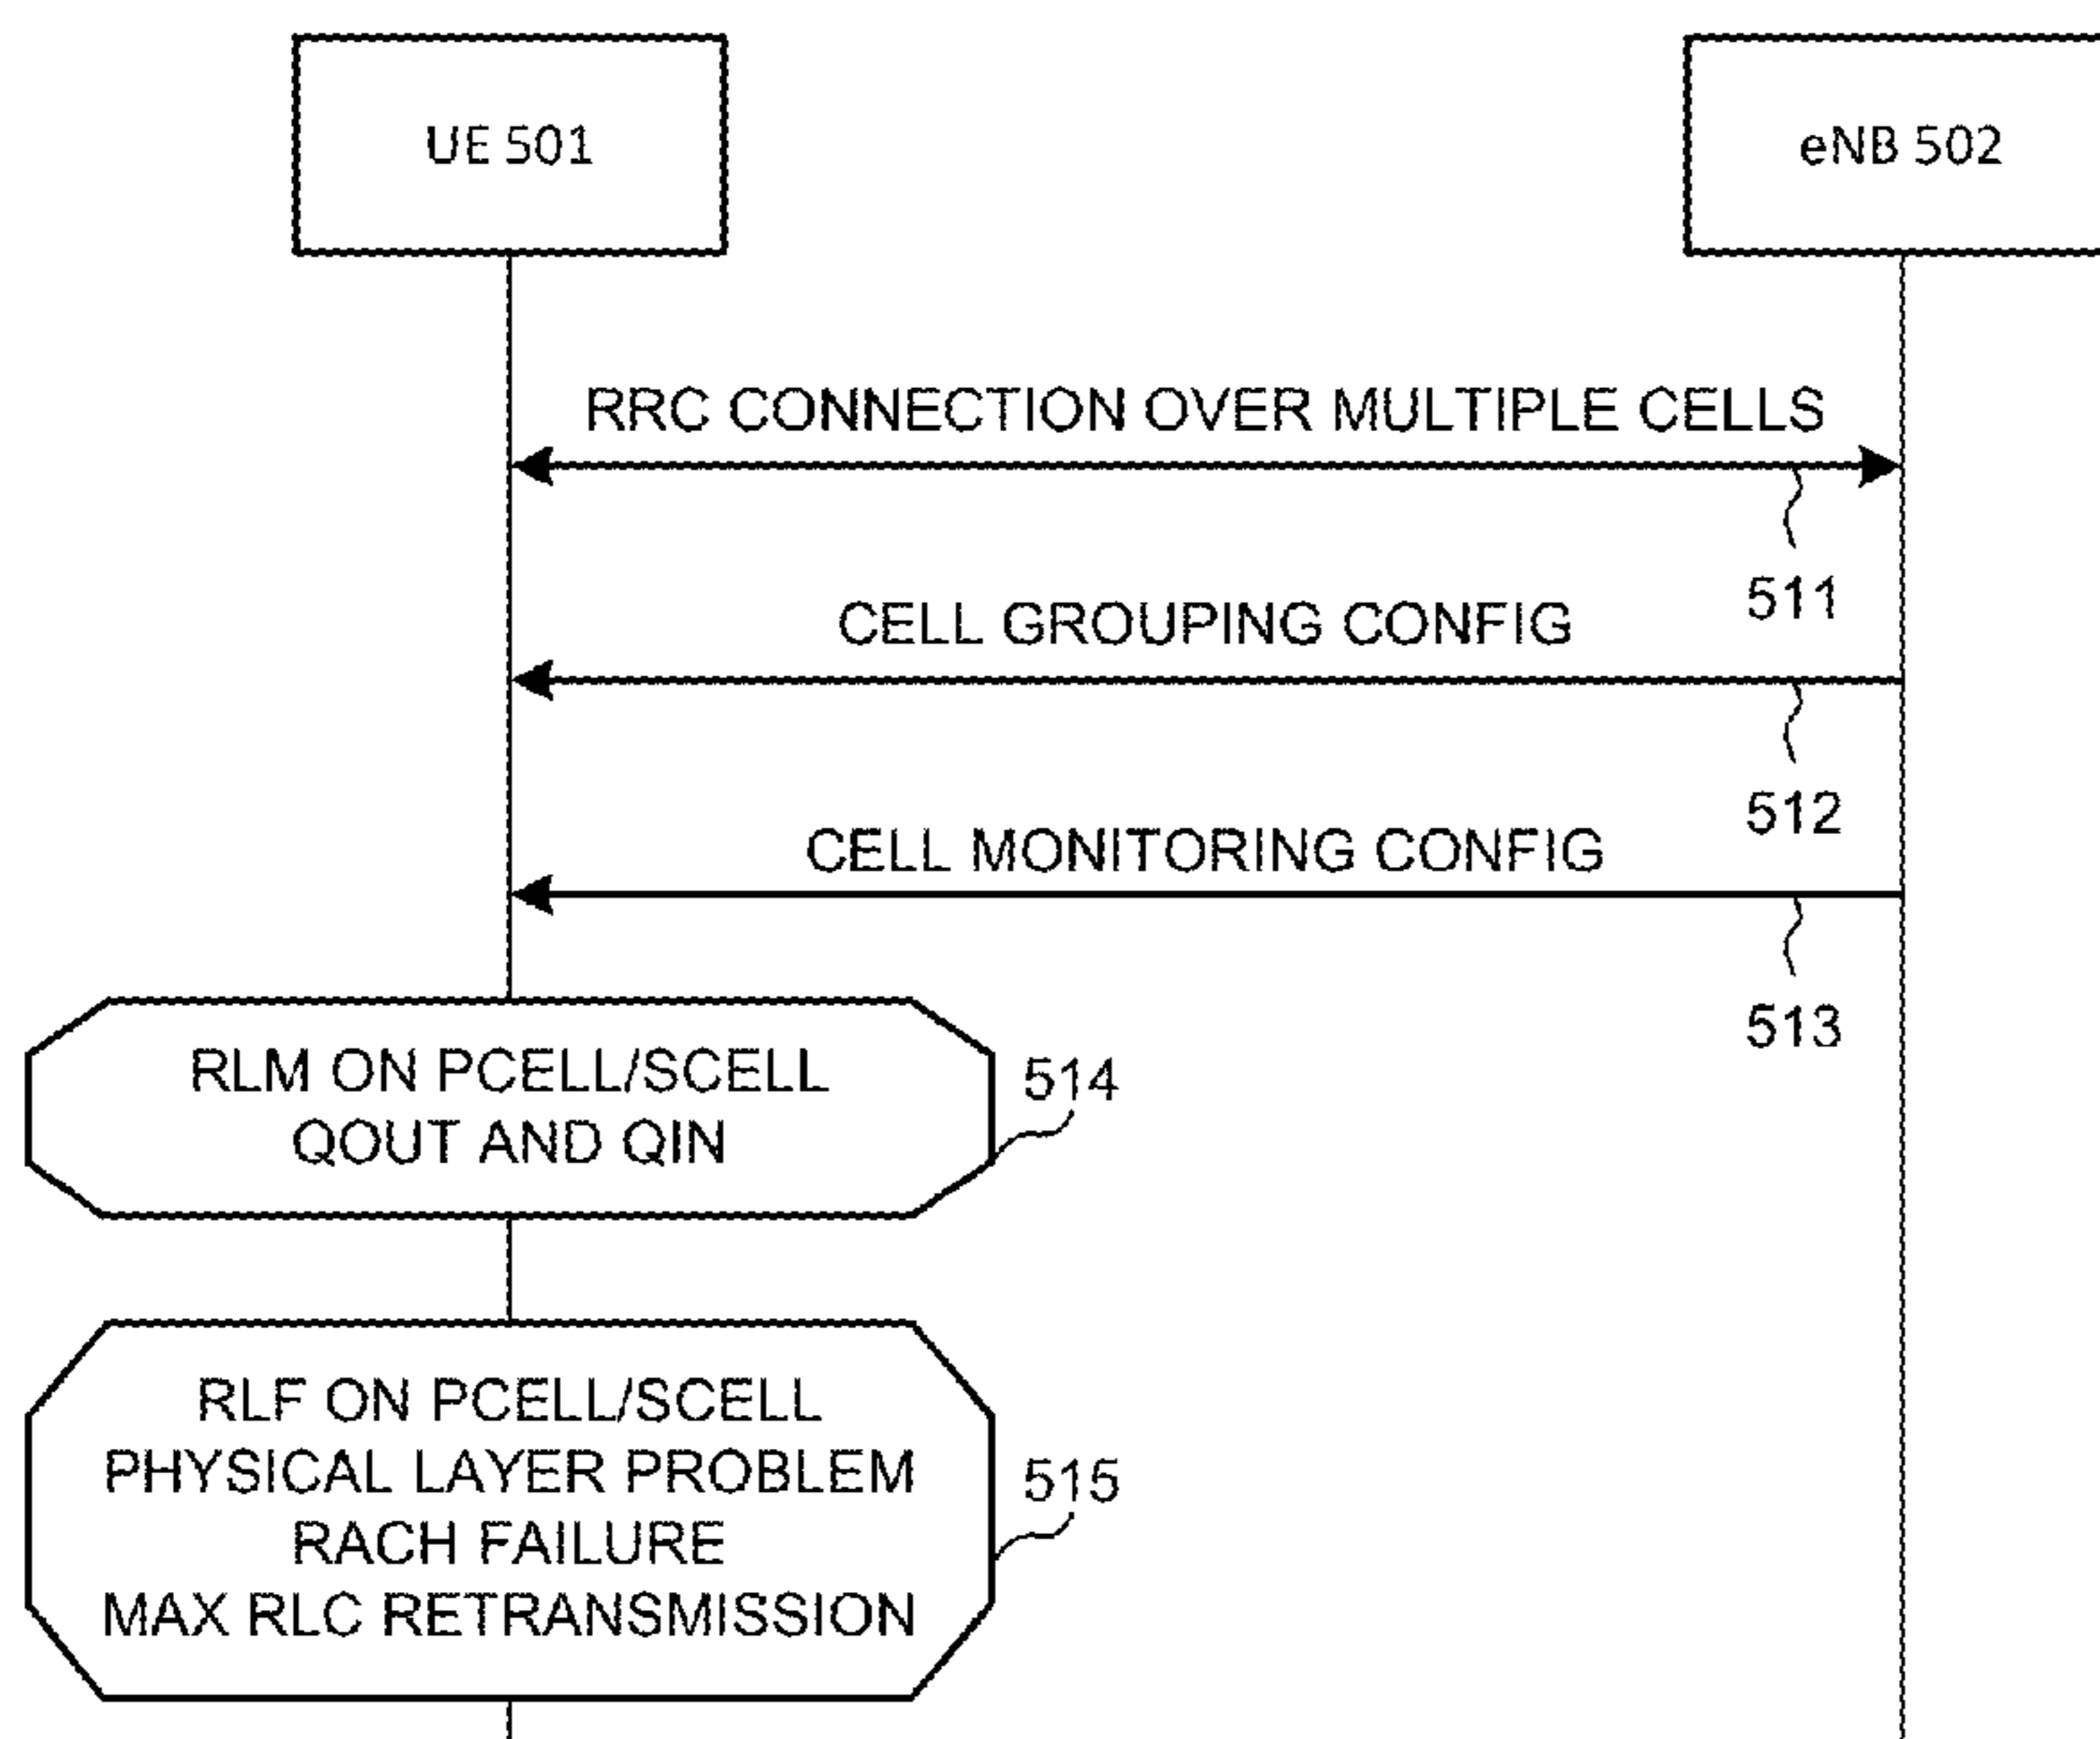 UE 501
eNB 502
RRC CONNECTION OVER MULTIPLE CELLS
511
CELL GROUPING CONFIG
512
CELL MONITORING CONFIG
513
RLM ON PCELL/SCELL
QOUT AND QIN
514
RLF ON PCELL/SCELL
PHYSICAL LAYER PROBLEM
RACH FAILURE
MAX RLC RETRANSMISSION
515